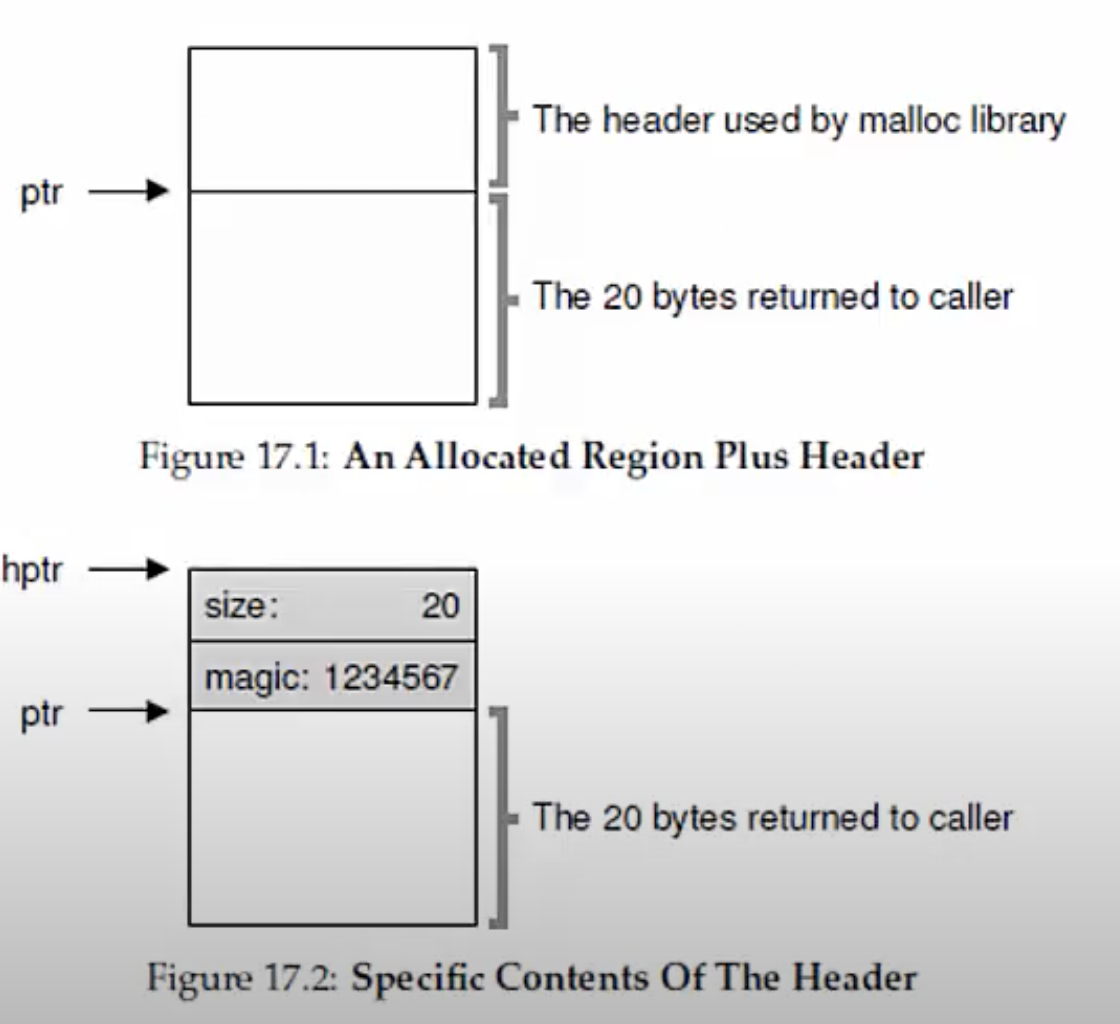 The header used by malloc library
ptr
The 20 bytes returned to caller
Figure 17.1: An Allocated Region Plus Header
hptr
size: 20
magic: 1234567
ptr
The 20 bytes returned to caller
Figure 17.2: Specific Contents Of The Header